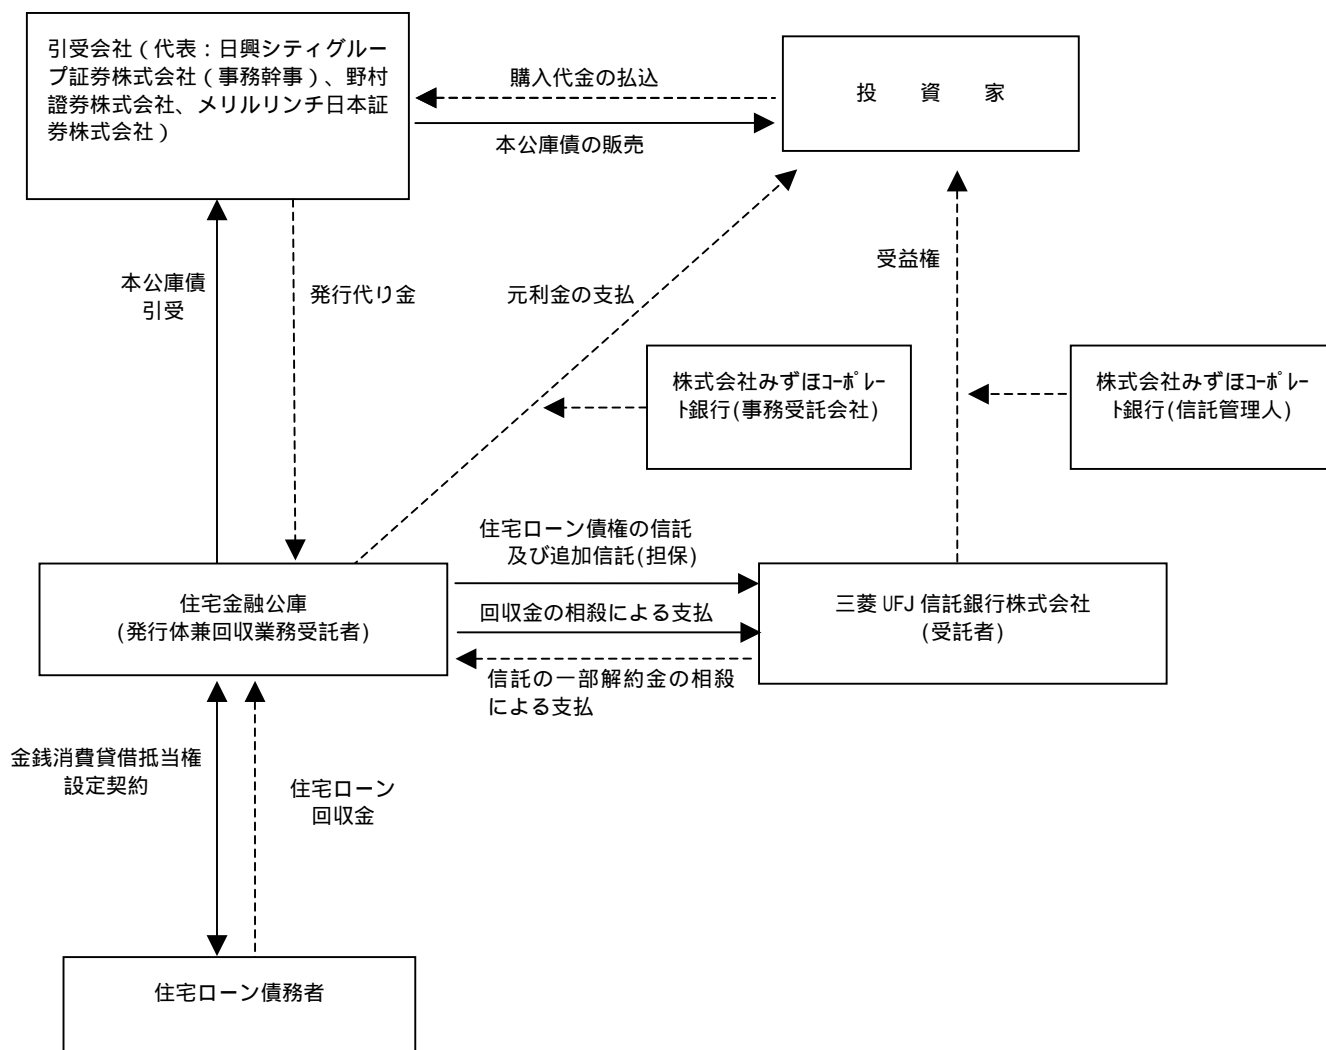 引受会社（代表：日興シティグルー
プ証券株式会社（事務幹事）、野村
證券株式会社、メリルリンチ日本証
券株式会社）
購入代金の払込
投　資　家
本公庫債の販売
本公庫債
引受
発行代り金
元利金の支払
受益権
株式会社みずほｺｰﾎﾟﾚｰ
ﾄ銀行(事務受託会社)
株式会社みずほｺｰﾎﾟﾚｰ
ﾄ銀行(信託管理人)
住宅ローン債権の信託
及び追加信託(担保)
住宅金融公庫
(発行体兼回収業務受託者)
回収金の相殺による支払
三菱 UFJ 信託銀行株式会社
(受託者)
信託の一部解約金の相殺
による支払
金銭消費貸借抵当権
設定契約
住宅ローン
回収金
住宅ローン債務者